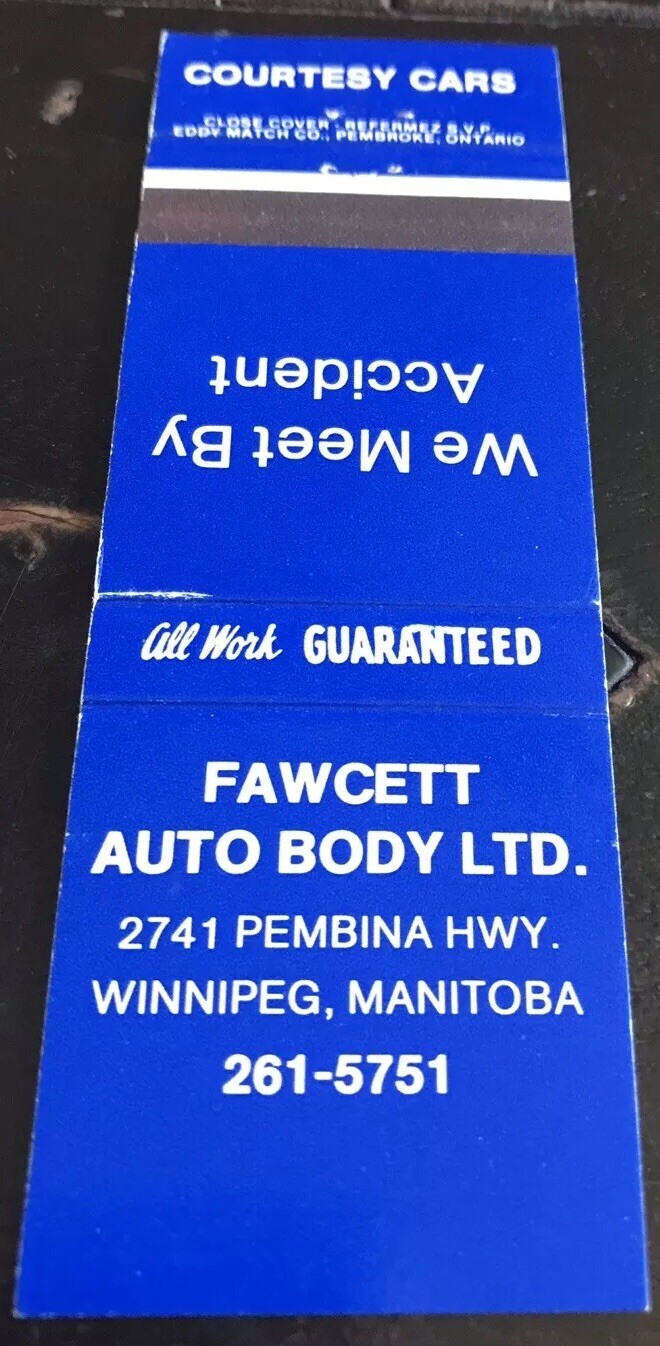 COURTESY CARS
CLOSE COVER - REFERMEZ S.V.P.
EDDY MATCH CO., PEMBROKE, ONTARIO
We Meet By
Accident
All Work GUARANTEED
FAWCETT
AUTO BODY LTD.
2741 PEMBINA HWY.
WINNIPEG, MANITOBA
261-5751